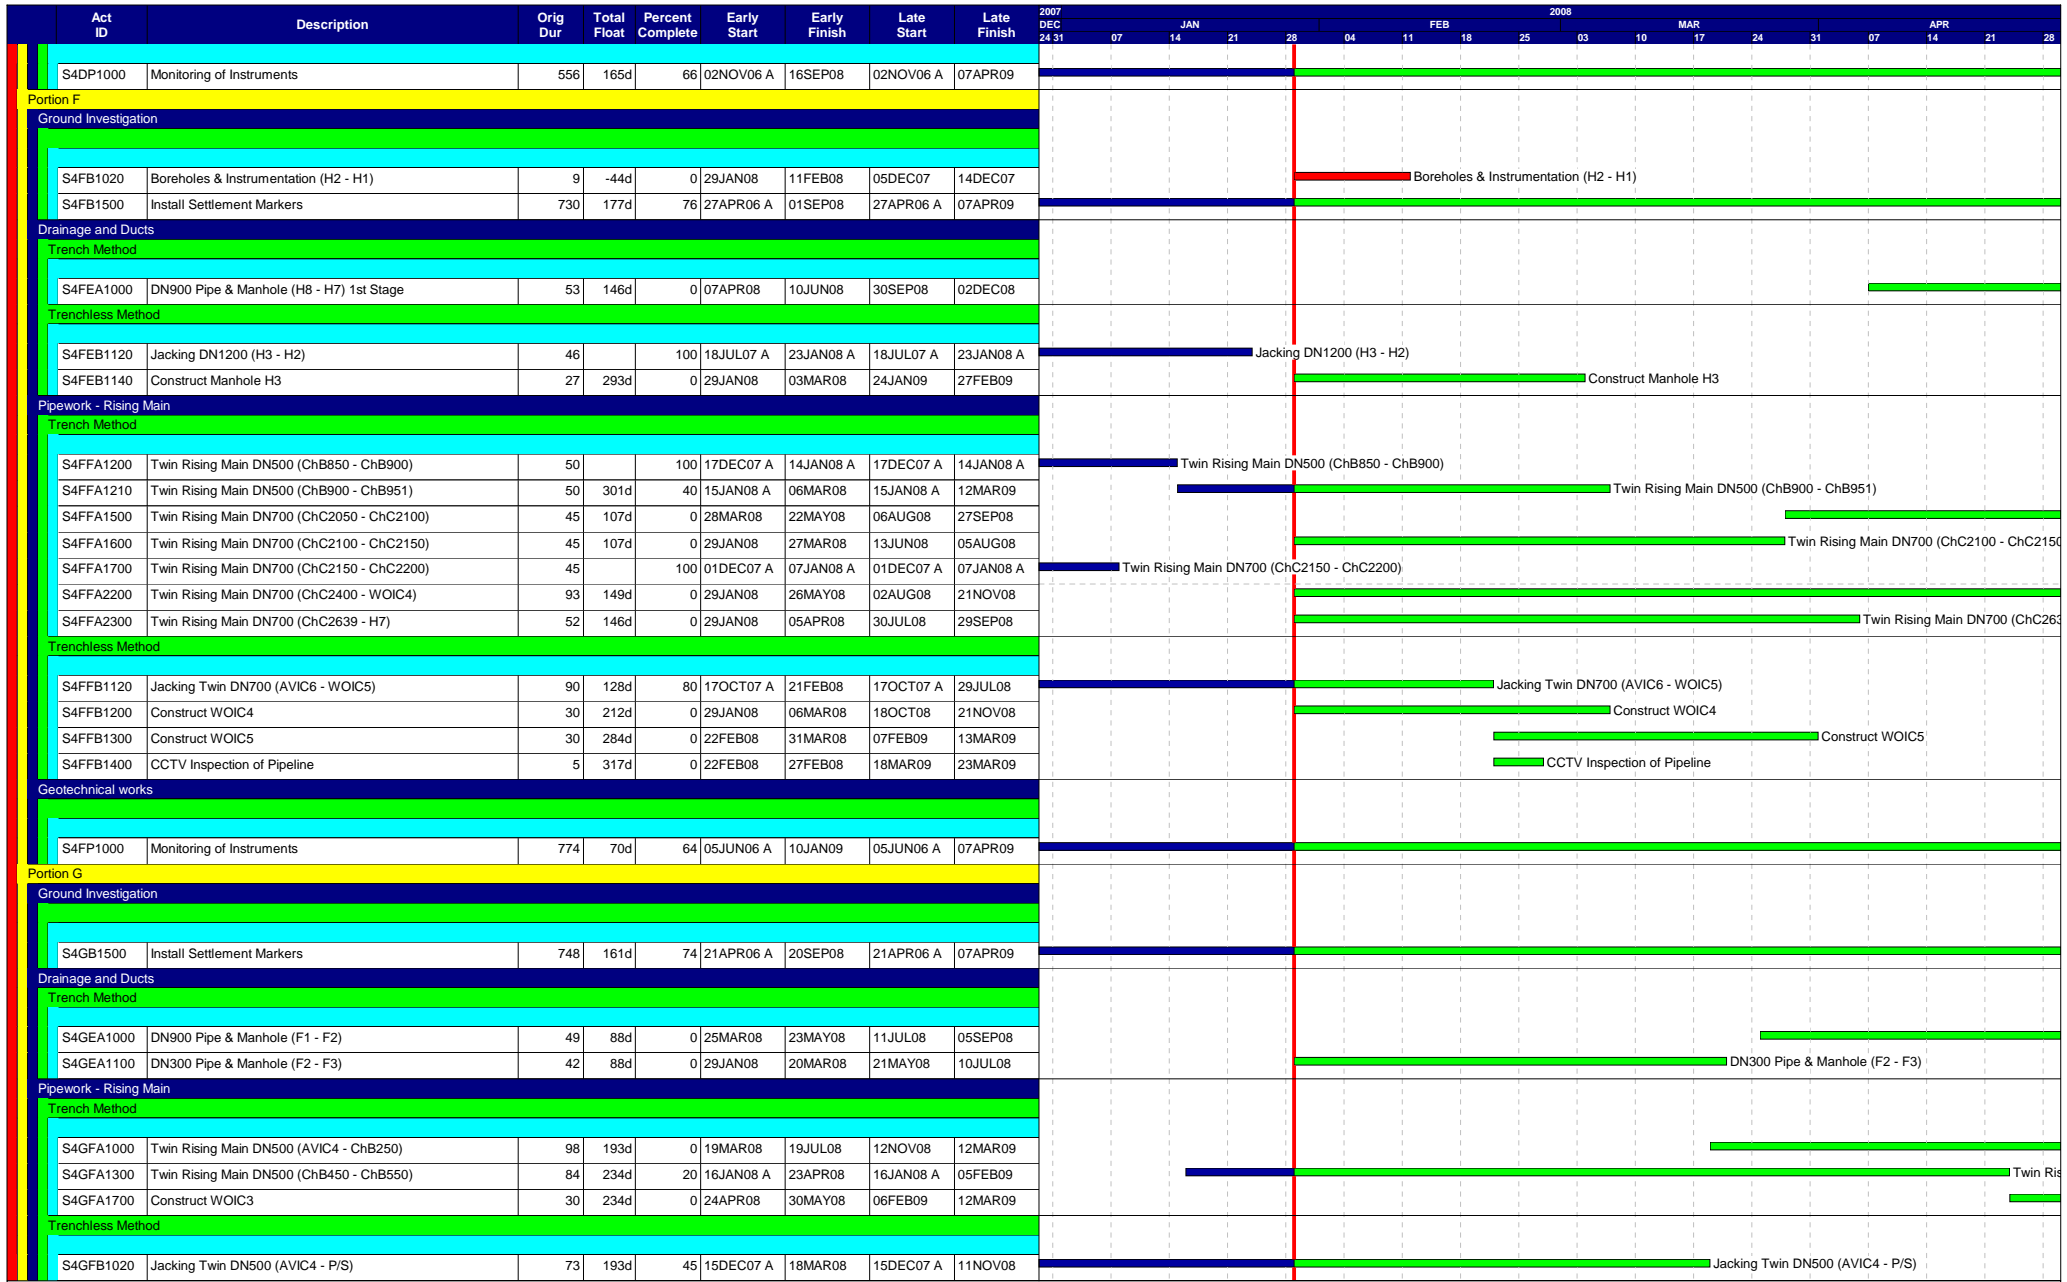 Act ID Description Orig Dur Total Float Percent Complete Early Start Early Finish Late Start Late Finish
2007 2008
DEC JAN FEB MAR APR
24 31 07 14 21 28 04 11 18 25 03 10 17 24 31 07 14 21 28
S4DP1000 Monitoring of Instruments 556 165d 66 02NOV06 A 16SEP08 02NOV06 A 07APR09
Portion F
Ground Investigation
S4FB1020 Boreholes & Instrumentation (H2 - H1) 9 -44d 0 29JAN08 11FEB08 05DEC07 14DEC07 Boreholes & Instrumentation (H2 - H1)
S4FB1500 Install Settlement Markers 730 177d 76 27APR06 A 01SEP08 27APR06 A 07APR09
Drainage and Ducts
Trench Method
S4FEA1000 DN900 Pipe & Manhole (H8 - H7) 1st Stage 53 146d 0 07APR08 10JUN08 30SEP08 02DEC08
Trenchless Method
S4FEB1120 Jacking DN1200 (H3 - H2) 46 100 18JUL07 A 23JAN08 A 18JUL07 A 23JAN08 A Jacking DN1200 (H3 - H2)
S4FEB1140 Construct Manhole H3 27 293d 0 29JAN08 03MAR08 24JAN09 27FEB09 Construct Manhole H3
Pipework - Rising Main
Trench Method
S4FFA1200 Twin Rising Main DN500 (ChB850 - ChB900) 50 100 17DEC07 A 14JAN08 A 17DEC07 A 14JAN08 A Twin Rising Main DN500 (ChB850 - ChB900)
S4FFA1210 Twin Rising Main DN500 (ChB900 - ChB951) 50 301d 40 15JAN08 A 06MAR08 15JAN08 A 12MAR09 Twin Rising Main DN500 (ChB900 - ChB951)
S4FFA1500 Twin Rising Main DN700 (ChC2050 - ChC2100) 45 107d 0 28MAR08 22MAY08 06AUG08 27SEP08
S4FFA1600 Twin Rising Main DN700 (ChC2100 - ChC2150) 45 107d 0 29JAN08 27MAR08 13JUN08 05AUG08 Twin Rising Main DN700 (ChC2100 - ChC2150
S4FFA1700 Twin Rising Main DN700 (ChC2150 - ChC2200) 45 100 01DEC07 A 07JAN08 A 01DEC07 A 07JAN08 A Twin Rising Main DN700 (ChC2150 - ChC2200)
S4FFA2200 Twin Rising Main DN700 (ChC2400 - WOIC4) 93 149d 0 29JAN08 26MAY08 02AUG08 21NOV08
S4FFA2300 Twin Rising Main DN700 (ChC2639 - H7) 52 146d 0 29JAN08 05APR08 30JUL08 29SEP08 Twin Rising Main DN700 (ChC263
Trenchless Method
S4FFB1120 Jacking Twin DN700 (AVIC6 - WOIC5) 90 128d 80 17OCT07 A 21FEB08 17OCT07 A 29JUL08 Jacking Twin DN700 (AVIC6 - WOIC5)
S4FFB1200 Construct WOIC4 30 212d 0 29JAN08 06MAR08 18OCT08 21NOV08 Construct WOIC4
S4FFB1300 Construct WOIC5 30 284d 0 22FEB08 31MAR08 07FEB09 13MAR09 Construct WOIC5
S4FFB1400 CCTV Inspection of Pipeline 5 317d 0 22FEB08 27FEB08 18MAR09 23MAR09 CCTV Inspection of Pipeline
Geotechnical works
S4FP1000 Monitoring of Instruments 774 70d 64 05JUN06 A 10JAN09 05JUN06 A 07APR09
Portion G
Ground Investigation
S4GB1500 Install Settlement Markers 748 161d 74 21APR06 A 20SEP08 21APR06 A 07APR09
Drainage and Ducts
Trench Method
S4GEA1000 DN900 Pipe & Manhole (F1 - F2) 49 88d 0 25MAR08 23MAY08 11JUL08 05SEP08
S4GEA1100 DN300 Pipe & Manhole (F2 - F3) 42 88d 0 29JAN08 20MAR08 21MAY08 10JUL08 DN300 Pipe & Manhole (F2 - F3)
Pipework - Rising Main
Trench Method
S4GFA1000 Twin Rising Main DN500 (AVIC4 - ChB250) 98 193d 0 19MAR08 19JUL08 12NOV08 12MAR09
S4GFA1300 Twin Rising Main DN500 (ChB450 - ChB550) 84 234d 20 16JAN08 A 23APR08 16JAN08 A 05FEB09 Twin Ris
S4GFA1700 Construct WOIC3 30 234d 0 24APR08 30MAY08 06FEB09 12MAR09
Trenchless Method
S4GFB1020 Jacking Twin DN500 (AVIC4 - P/S) 73 193d 45 15DEC07 A 18MAR08 15DEC07 A 11NOV08 Jacking Twin DN500 (AVIC4 - P/S)